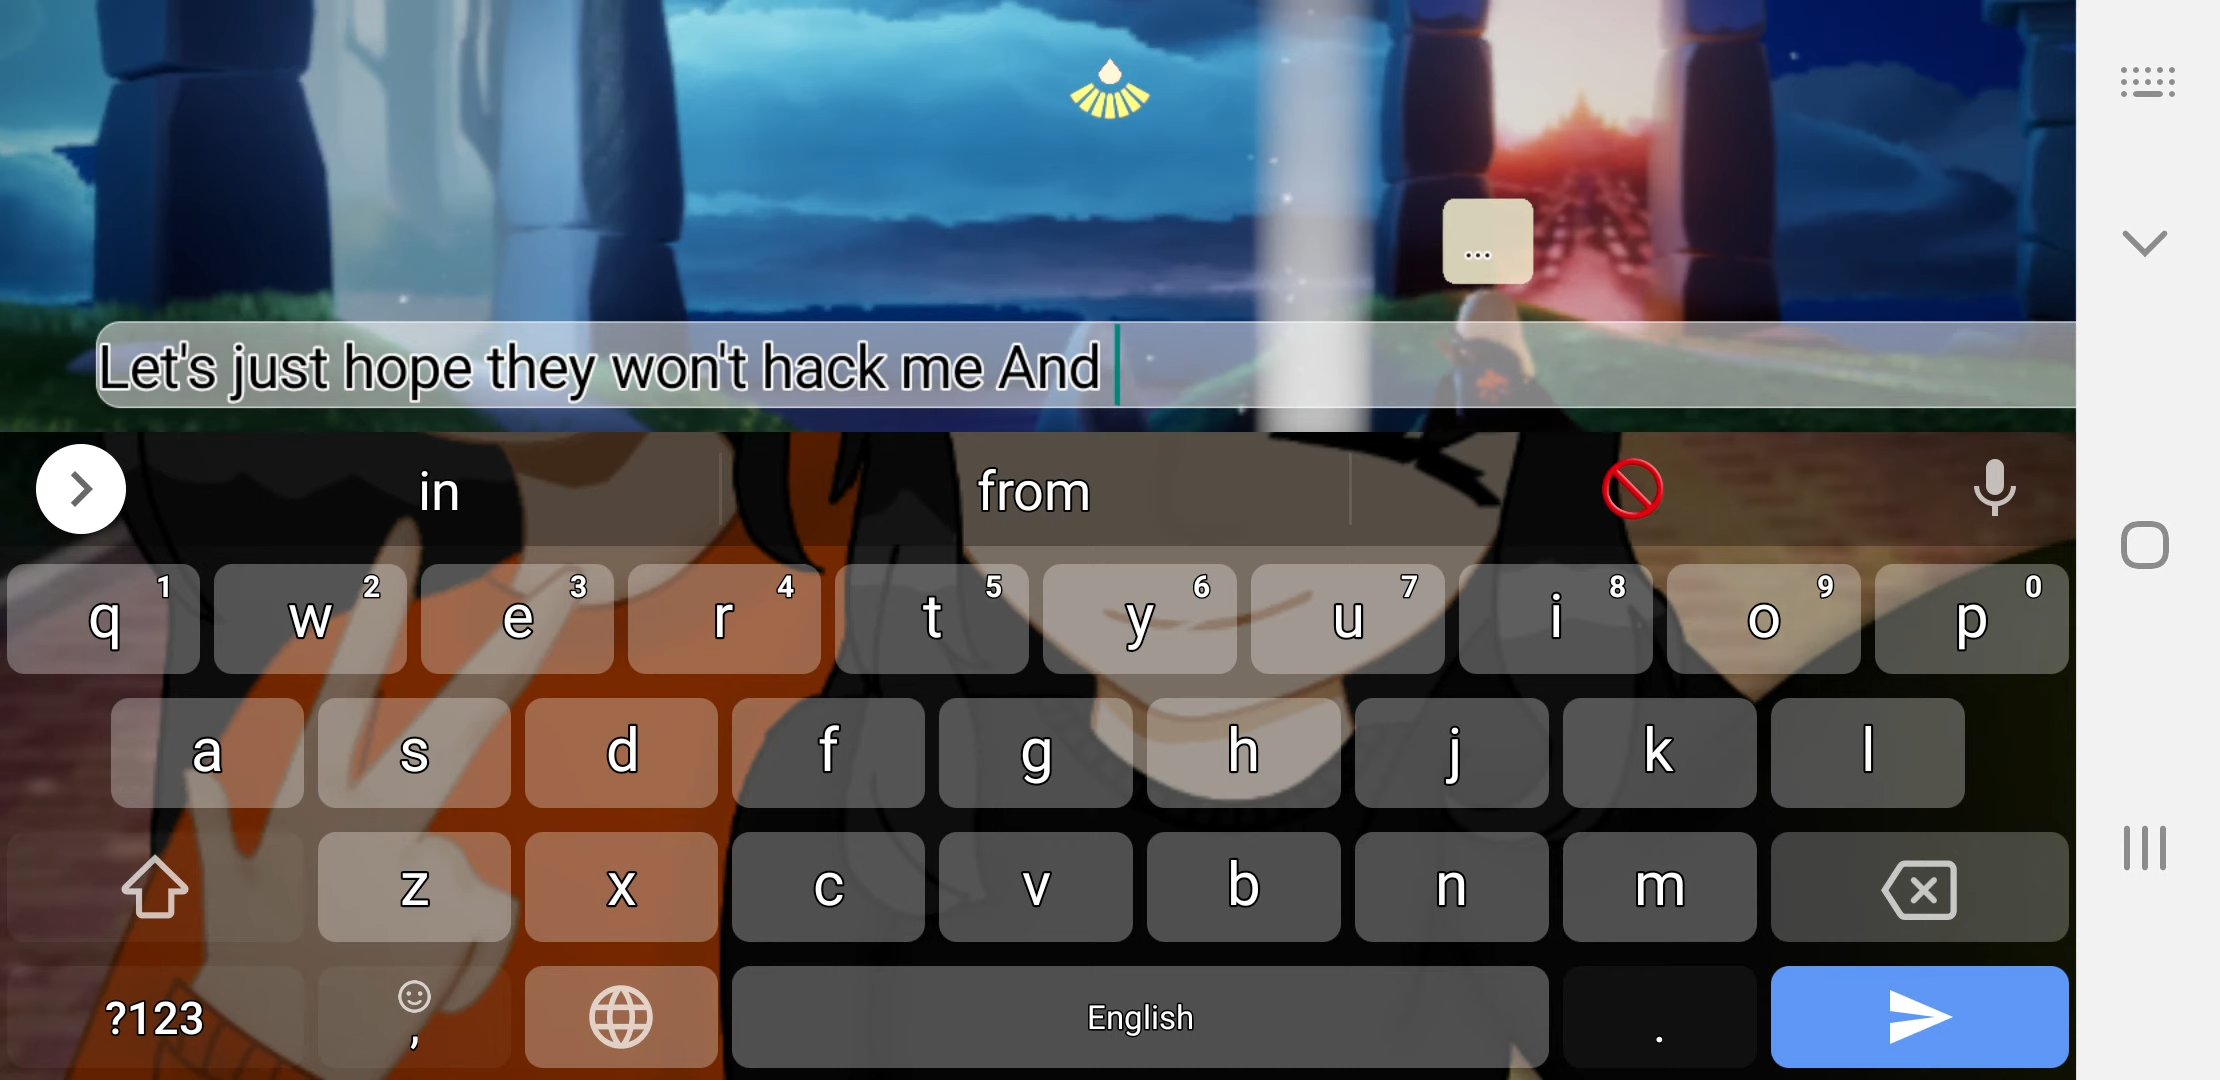 ...
Let's just hope they won't hack me And
in from
q 1 w 2 e 3 r 4 t 5 y 6 u 7 i 8 o 9 p 0
a s d f g h j k l
z x c v b n m
?123 , English .